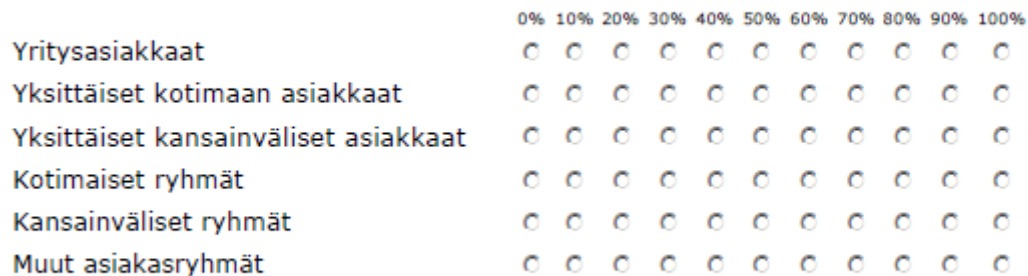 0% 10% 20% 30% 40% 50% 60% 70% 80% 90% 100%
Yritysasiakkaat
Yksittäiset kotimaan asiakkaat
Yksittäiset kansainväliset asiakkaat
Kotimaiset ryhmät
Kansainväliset ryhmät
Muut asiakasryhmät